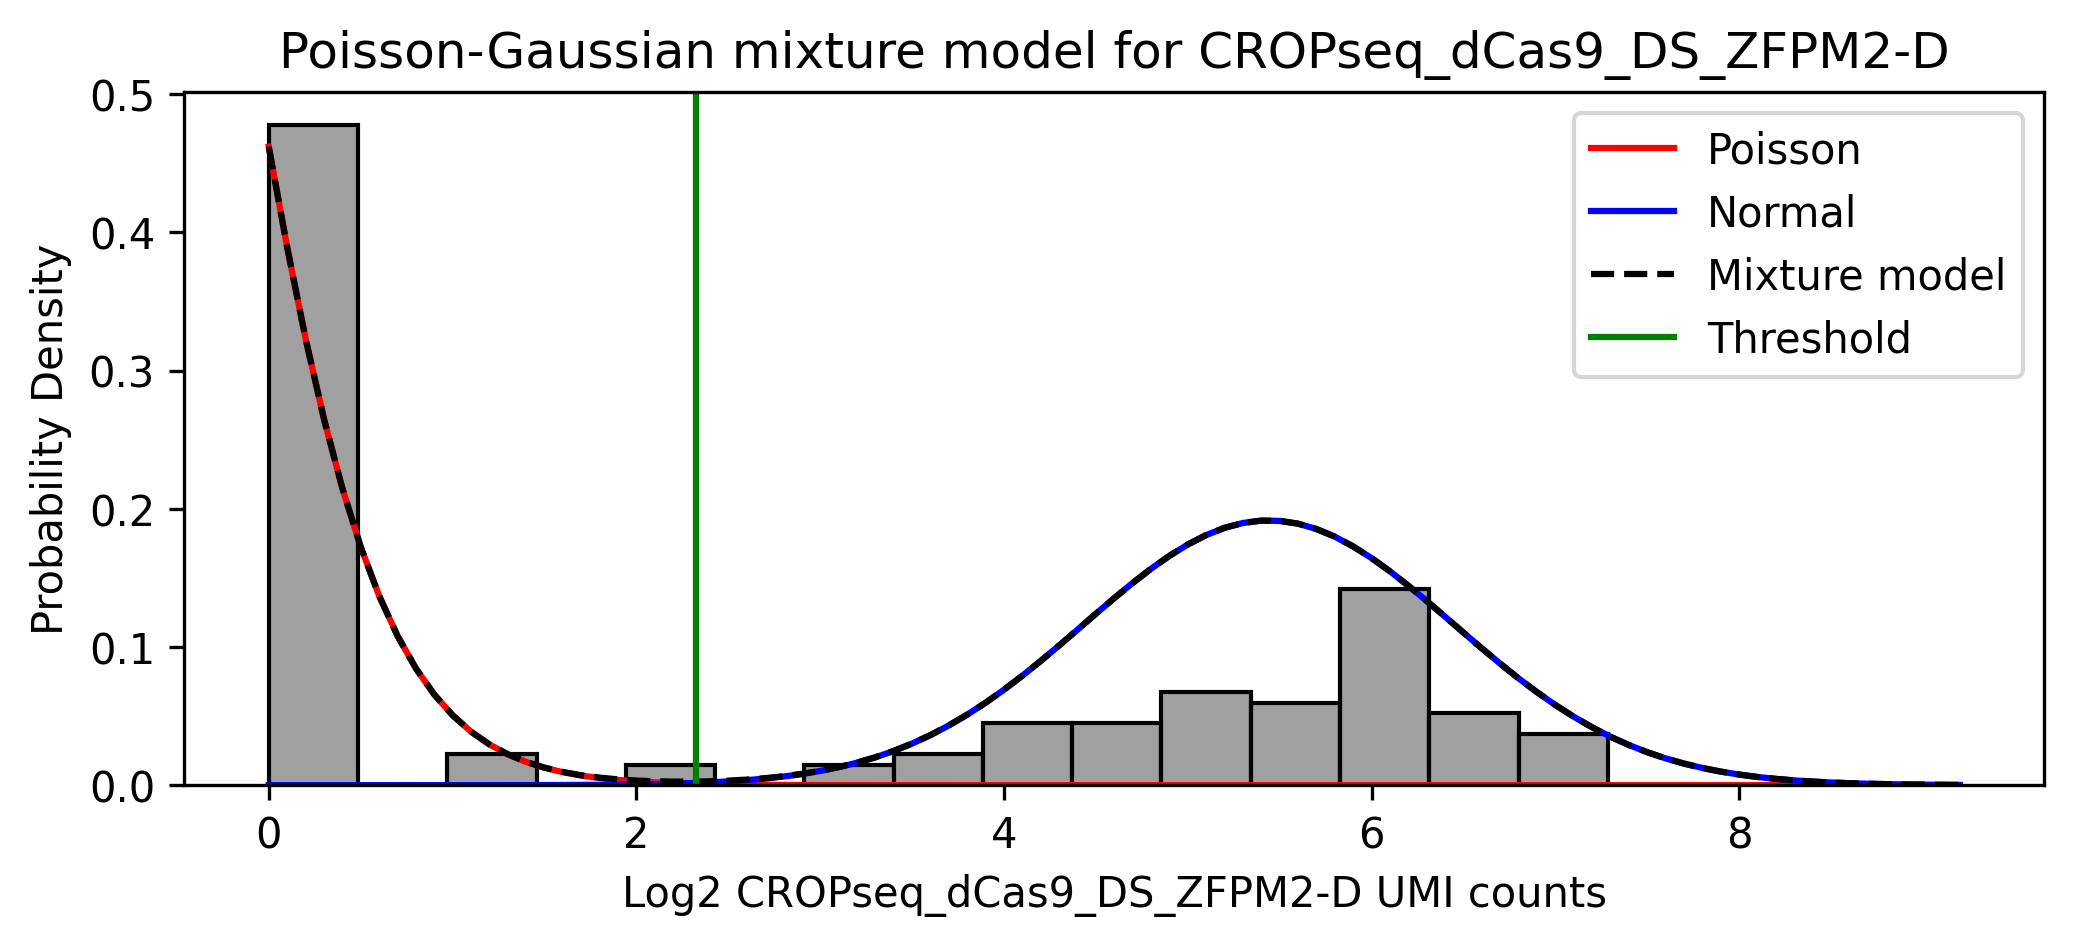 Poisson-Gaussian mixture model for CROPseq_dCas9_DS_ZFPM2-D
0.5
0.4
0.3
0.2
0.1
0.0
Probability Density
Poisson
Normal
Mixture model
Threshold
0 2 4 6 8
Log2 CROPseq_dCas9_DS_ZFPM2-D UMI counts